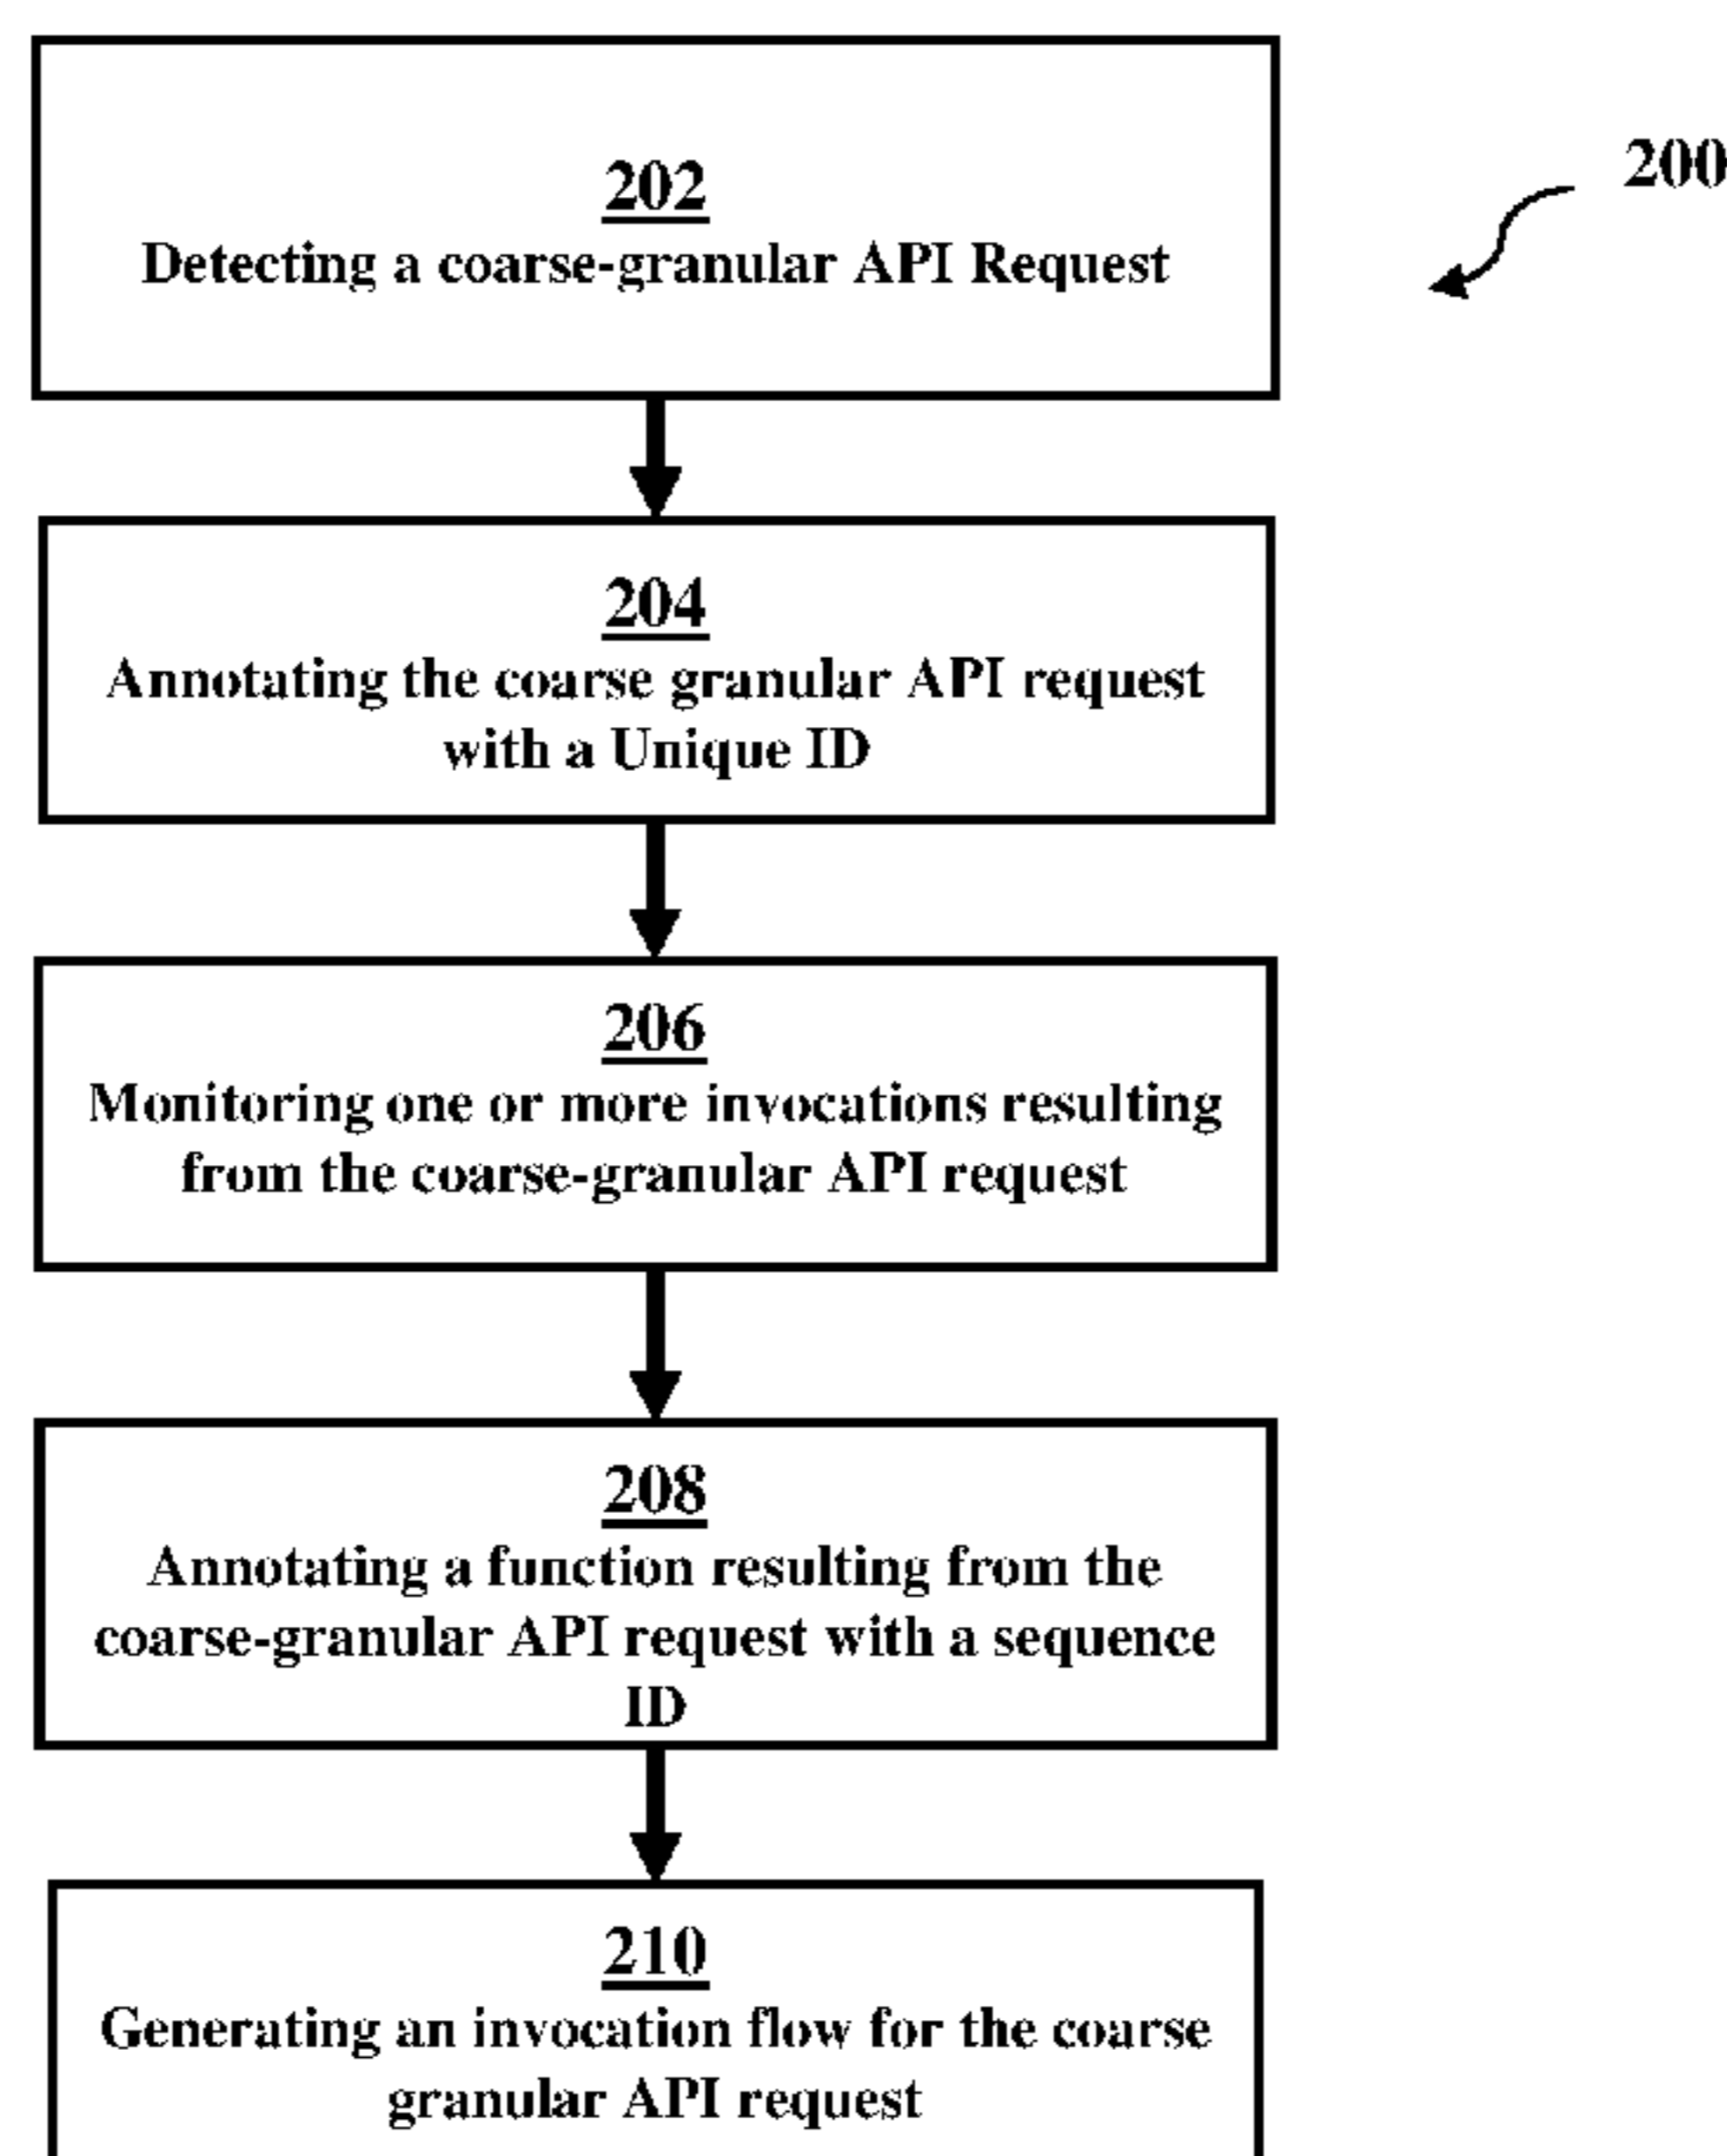 202
Detecting a coarse-granular API Request
200
204
Annotating the coarse granular API request
with a Unique ID
206
Monitoring one or more invocations resulting
from the coarse-granular API request
208
Annotating a function resulting from the
coarse-granular API request with a sequence
ID
210
Generating an invocation flow for the coarse
granular API request